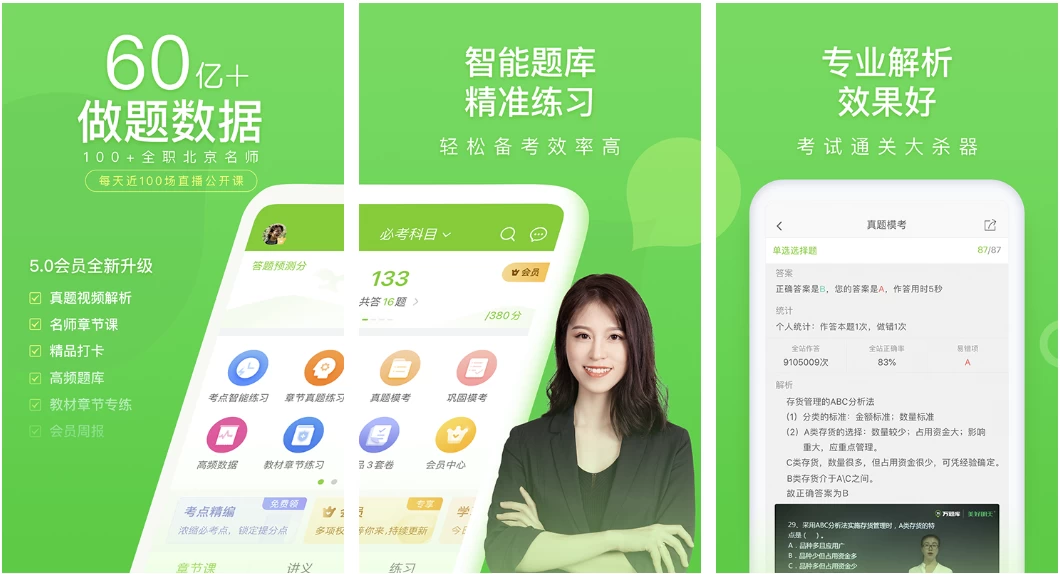 60亿+
做题数据
100+全职北京名师
每天近100场直播公开课
5.0会员全新升级
真题视频解析
名师章节课
精品打卡
高频题库
教材章节专练
会员周报
智能题库
精准练习
轻松备考效率高
必考科目
答题预测分
133
会员
共答16题
/380分
考点智能练习
章节真题练习
真题模考
巩固模考
高频数据
教材章节练习
品3套卷
会员中心
考点精编
免费领
浓缩必考点，锁定提分点
员
专享
多项权
等你来,持续更新
学
今日
章节课
讲义
练习
专业解析
效果好
考试通关大杀器
真题模考
单选选择题
87/87
答案
正确答案是B，您的答案是A，作答用时5秒
统计
个人统计：作答本题1次，做错1次
全站作答
全站正确率
易错项
9105009次
83%
A
解析
存货管理的ABC分析法
(1) 分类的标准：金额标准；数量标准
(2) A类存货的选择：数量较少；占用资金大；影响
重大，应重点管理。
C类存货，数量很多，但占用资金很少，可凭经验确定。
B类存货介于A\C之间。
故正确答案为B
万题库
美好明天
29、采用ABC分析法实施存货管理时，A类存货的特
点是（ ）。
A．品种多且应用广
B．品种少但占用资金多
C．品种多但占用资金少